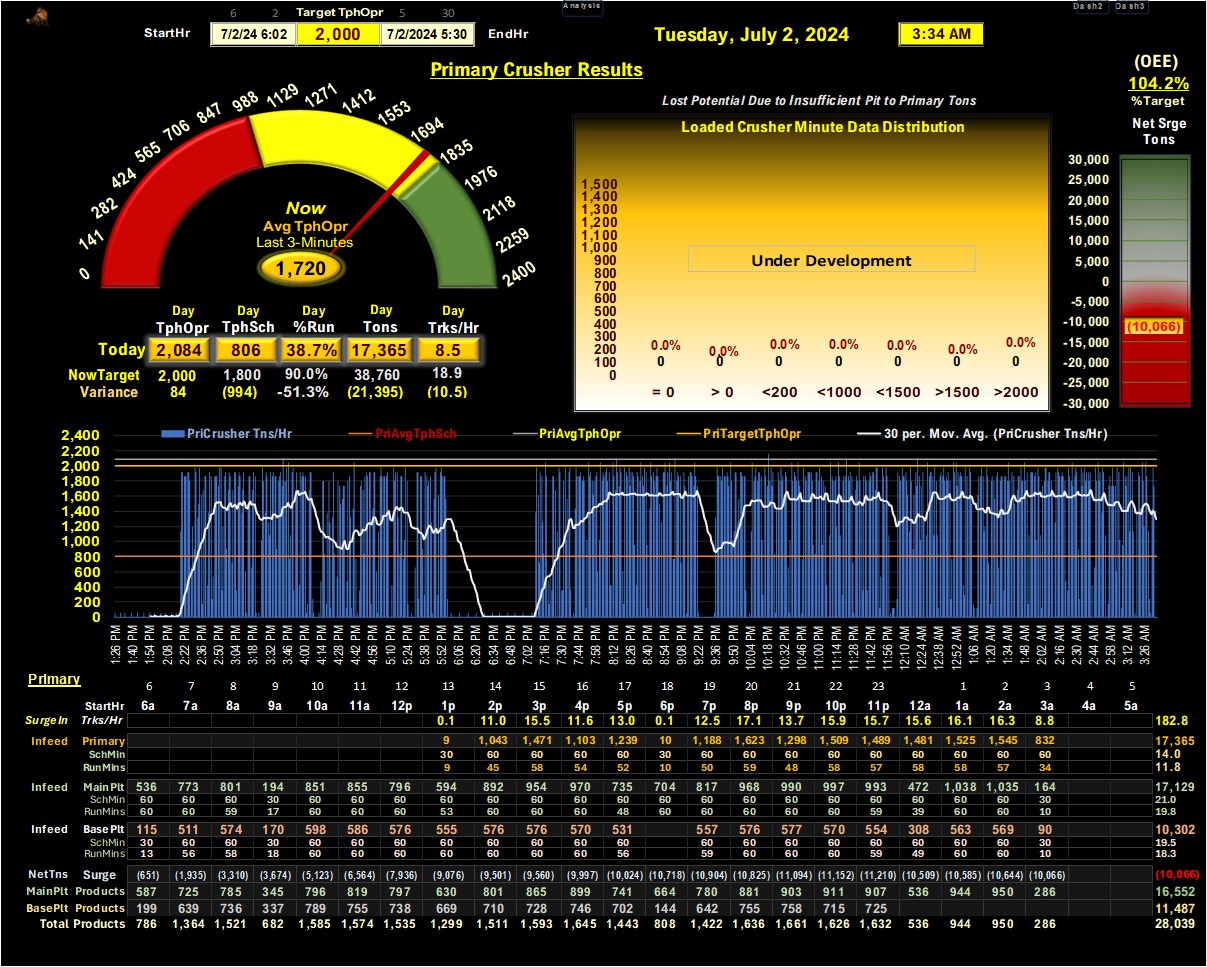 6 2 Target TphOpr 5 30
Analysis
Dash2 Dash3
StartHr 7/2/24 6:02 2,000 7/2/2024 5:30 EndHr
Tuesday, July 2, 2024
3:34 AM
Primary Crusher Results
(OEE)
104.2%
%Target
Net Srge
Tons
0 141 282 424 565 706 847 988 1129 1271 1412 1553 1694 1835 1976 2118 2259 2400
Now
Avg TphOpr
Last 3-Minutes
1,720
Lost Potential Due to Insufficient Pit to Primary Tons
Loaded Crusher Minute Data Distribution
1,500
1,400
1,300
1,200
1,100
1,000
900
800
700
600
500
400
300
200
100
0
Under Development
0.0% 0.0% 0.0% 0.0% 0.0% 0.0% 0.0%
0 0 0 0 0 0 0
= 0 > 0 <200 <1000 <1500 >1500 >2000
30,000
25,000
20,000
15,000
10,000
5,000
0
-5,000
-10,000
-15,000
-20,000
-25,000
-30,000
(10,066)
Day Day Day Day Day
TphOpr TphSch %Run Tons Trks/Hr
Today 2,084 806 38.7% 17,365 8.5
NowTarget 2,000 1,800 90.0% 38,760 18.9
Variance 84 (994) -51.3% (21,395) (10.5)
PriCrusher Tns/Hr PriAvgTphSch PriAvgTphOpr PriTargetTphOpr 30 per. Mov. Avg. (PriCrusher Tns/Hr)
2,400
2,200
2,000
1,800
1,600
1,400
1,200
1,000
800
600
400
200
0
1:26 PM 1:40 PM 1:54 PM 2:08 PM 2:22 PM 2:36 PM 2:50 PM 3:04 PM 3:18 PM 3:32 PM 3:46 PM 4:00 PM 4:14 PM 4:28 PM 4:42 PM 4:56 PM 5:10 PM 5:24 PM 5:38 PM 5:52 PM 6:06 PM 6:20 PM 6:34 PM 6:48 PM 7:02 PM 7:16 PM 7:30 PM 7:44 PM 7:58 PM 8:12 PM 8:26 PM 8:40 PM 8:54 PM 9:08 PM 9:22 PM 9:36 PM 9:50 PM 10:04 PM 10:18 PM 10:32 PM 10:46 PM 11:00 PM 11:14 PM 11:28 PM 11:42 PM 11:56 PM 12:10 AM 12:24 AM 12:38 AM 12:52 AM 1:06 AM 1:20 AM 1:34 AM 1:48 AM 2:02 AM 2:16 AM 2:30 AM 2:44 AM 2:58 AM 3:12 AM 3:26 AM
Primary
6 7 8 9 10 11 12 13 14 15 16 17 18 19 20 21 22 23 1 2 3 4 5
StartHr 6a 7a 8a 9a 10a 11a 12p 1p 2p 3p 4p 5p 6p 7p 8p 9p 10p 11p 12a 1a 2a 3a 4a 5a
SurgeIn Trks/Hr 0.1 11.0 15.5 11.6 13.0 0.1 12.5 17.1 13.7 15.9 15.7 15.6 16.1 16.3 8.8 182.8
Infeed Primary 9 1,043 1,471 1,103 1,239 10 1,188 1,623 1,298 1,509 1,489 1,481 1,525 1,545 832 17,365
SchMin 30 60 60 60 60 30 60 60 60 60 60 60 60 60 60 14.0
RunMins 9 45 58 54 52 10 50 59 48 58 57 58 58 57 34 11.8
Infeed MainPlt 536 773 801 194 851 855 796 594 892 954 970 735 704 817 968 990 997 993 472 1,038 1,035 164 17,129
SchMin 60 60 60 30 60 60 60 60 60 60 60 60 60 60 60 60 60 60 60 60 60 30 21.0
RunMins 60 60 59 17 60 60 60 53 60 60 60 48 60 60 60 60 60 59 39 60 60 10 19.8
Infeed BasePlt 115 511 574 170 598 586 576 555 576 576 570 531 557 576 577 570 554 308 563 569 90 10,302
SchMin 30 60 60 30 60 60 60 60 60 60 60 60 60 60 60 60 60 60 60 60 30 19.5
RunMins 13 56 58 18 60 60 60 60 60 60 60 56 59 60 60 60 59 49 60 60 10 18.3
NetTns Surge (651) (1,935) (3,310) (3,674) (5,123) (6,564) (7,936) (9,076) (9,501) (9,560) (9,997) (10,024) (10,718) (10,904) (10,825) (11,094) (11,152) (11,210) (10,509) (10,585) (10,644) (10,066) (10,066)
MainPlt Products 587 725 785 345 796 819 797 630 801 865 899 741 664 780 881 903 911 907 536 944 950 286 16,552
BasePlt Products 199 639 736 337 789 755 738 669 710 728 746 702 144 642 755 758 715 725 11,487
Total Products 786 1,364 1,521 682 1,585 1,574 1,535 1,299 1,511 1,593 1,645 1,443 808 1,422 1,636 1,661 1,626 1,632 536 944 950 286 28,039